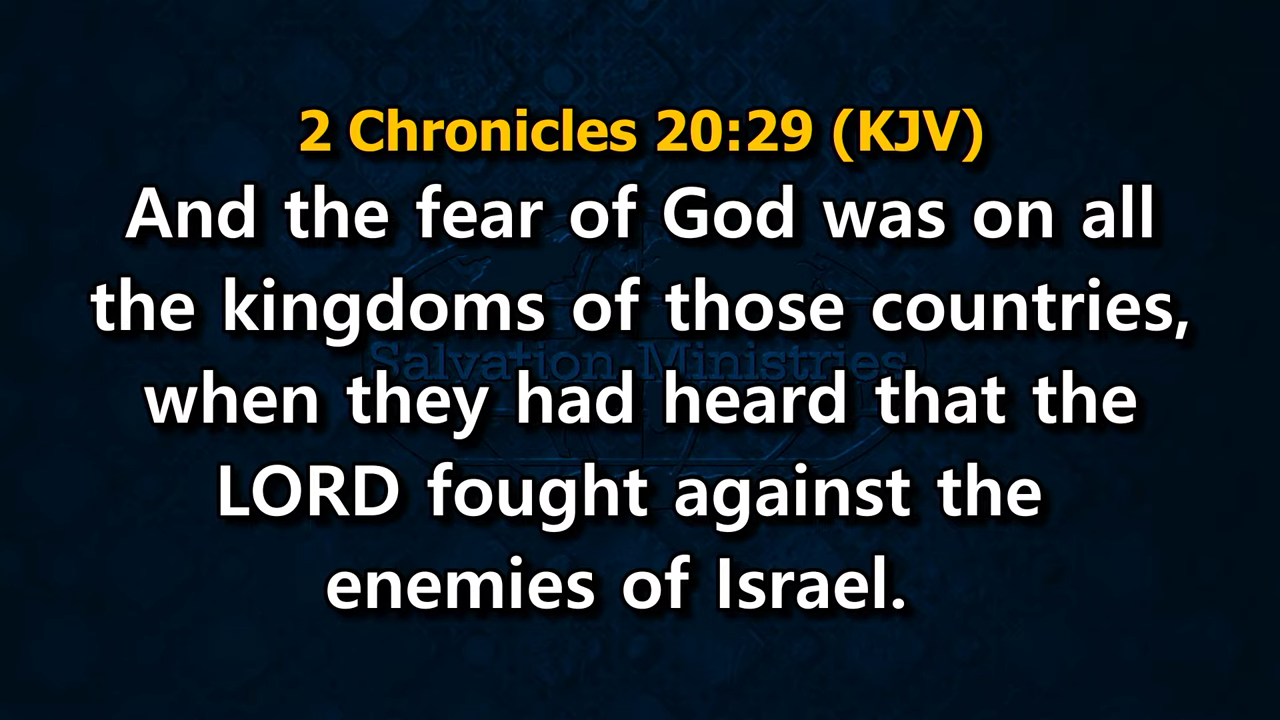 2 Chronicles 20:29 (KJV)
And the fear of God was on all
the kingdoms of those countries,
Salvation Ministries
when they had heard that the
LORD fought against the
enemies of Israel.